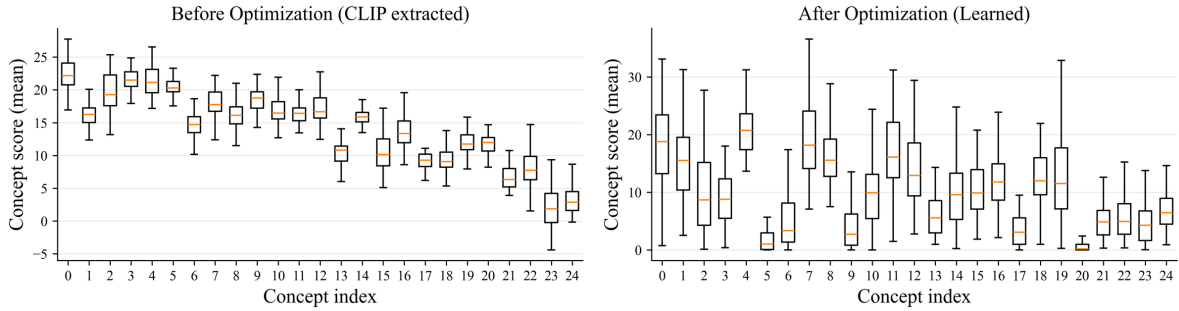 Before Optimization (CLIP extracted)
Concept score (mean)
25
20
15
10
5
0
−5
0 1 2 3 4 5 6 7 8 9 10 11 12 13 14 15 16 17 18 19 20 21 22 23 24
Concept index
After Optimization (Learned)
Concept score (mean)
30
20
10
0
0 1 2 3 4 5 6 7 8 9 10 11 12 13 14 15 16 17 18 19 20 21 22 23 24
Concept index